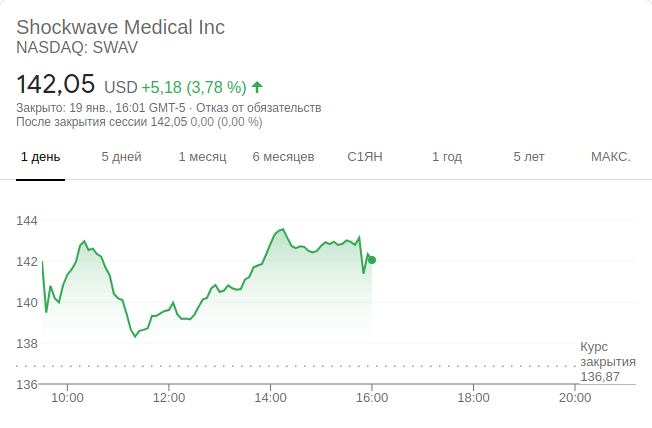 Shockwave Medical Inc
NASDAQ: SWAV
142,05 USD +5,18 (3,78 %)
Закрыто: 19 янв., 16:01 GMT-5 · Отказ от обязательств
После закрытия сессии 142,05 0,00 (0,00 %)
1 день 5 дней 1 месяц 6 месяцев С1ЯН 1 год 5 лет МАКС.
144
142
140
138
Курс
закрытия
136,87
136
10:00 12:00 14:00 16:00 18:00 20:00